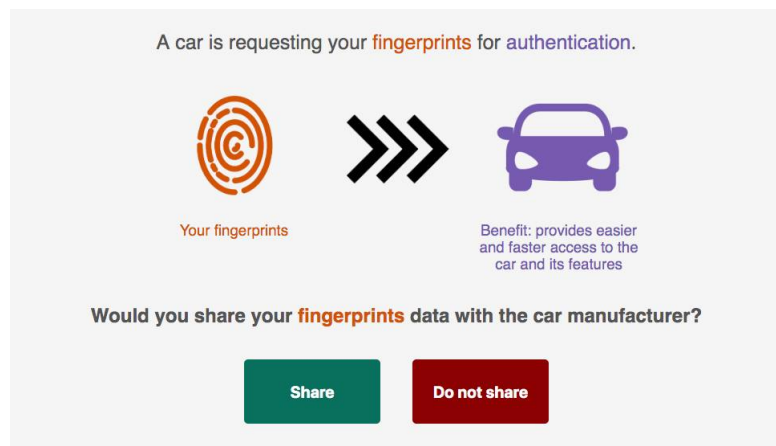 A car is requesting your fingerprints for authentication.
Your fingerprints
Benefit: provides easier
and faster access to the
car and its features
Would you share your fingerprints data with the car manufacturer?
Share
Do not share